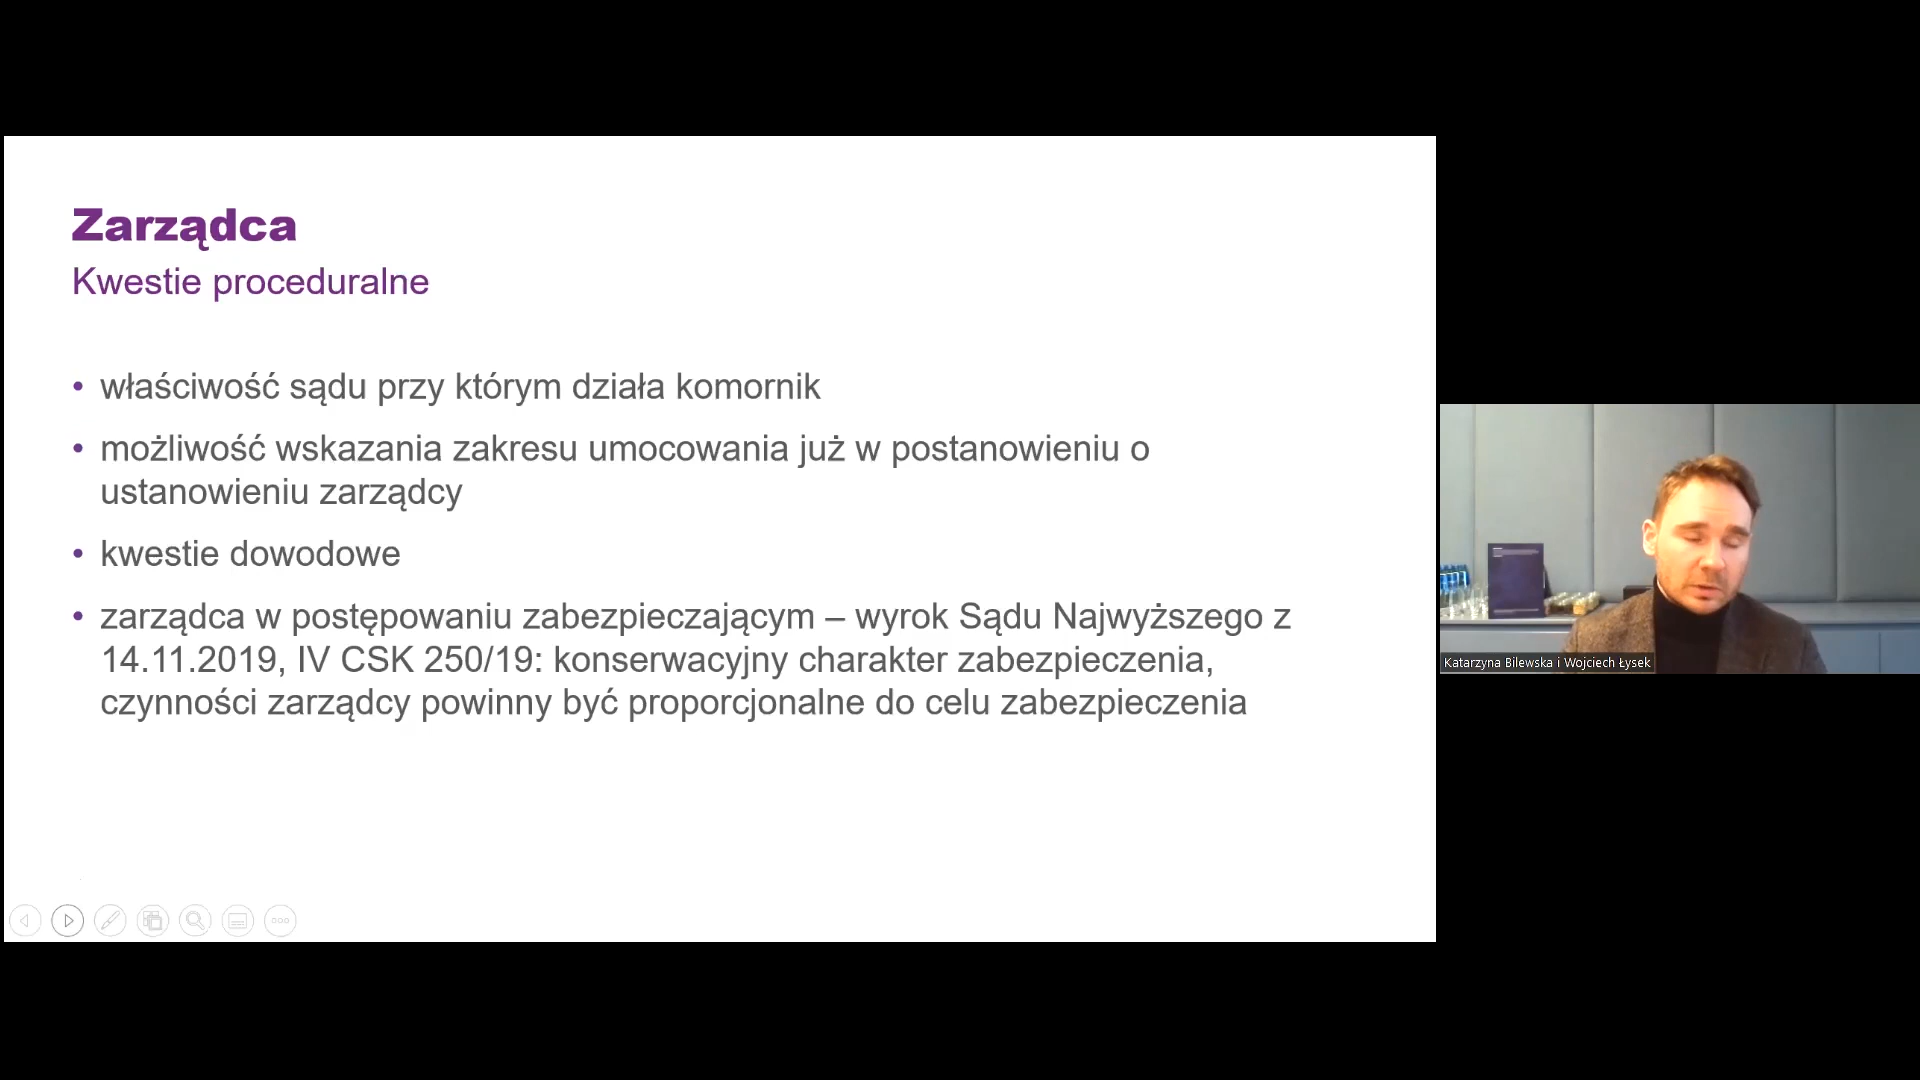 Zarządca
Kwestie proceduralne
• właściwość sądu przy którym działa komornik
• możliwość wskazania zakresu umocowania już w postanowieniu o
ustanowieniu zarządcy
• kwestie dowodowe
• zarządca w postępowaniu zabezpieczającym – wyrok Sądu Najwyższego z
14.11.2019, IV CSK 250/19: konserwacyjny charakter zabezpieczenia,
czynności zarządcy powinny być proporcjonalne do celu zabezpieczenia
Katarzyna Bilewska i Wojciech Łysek